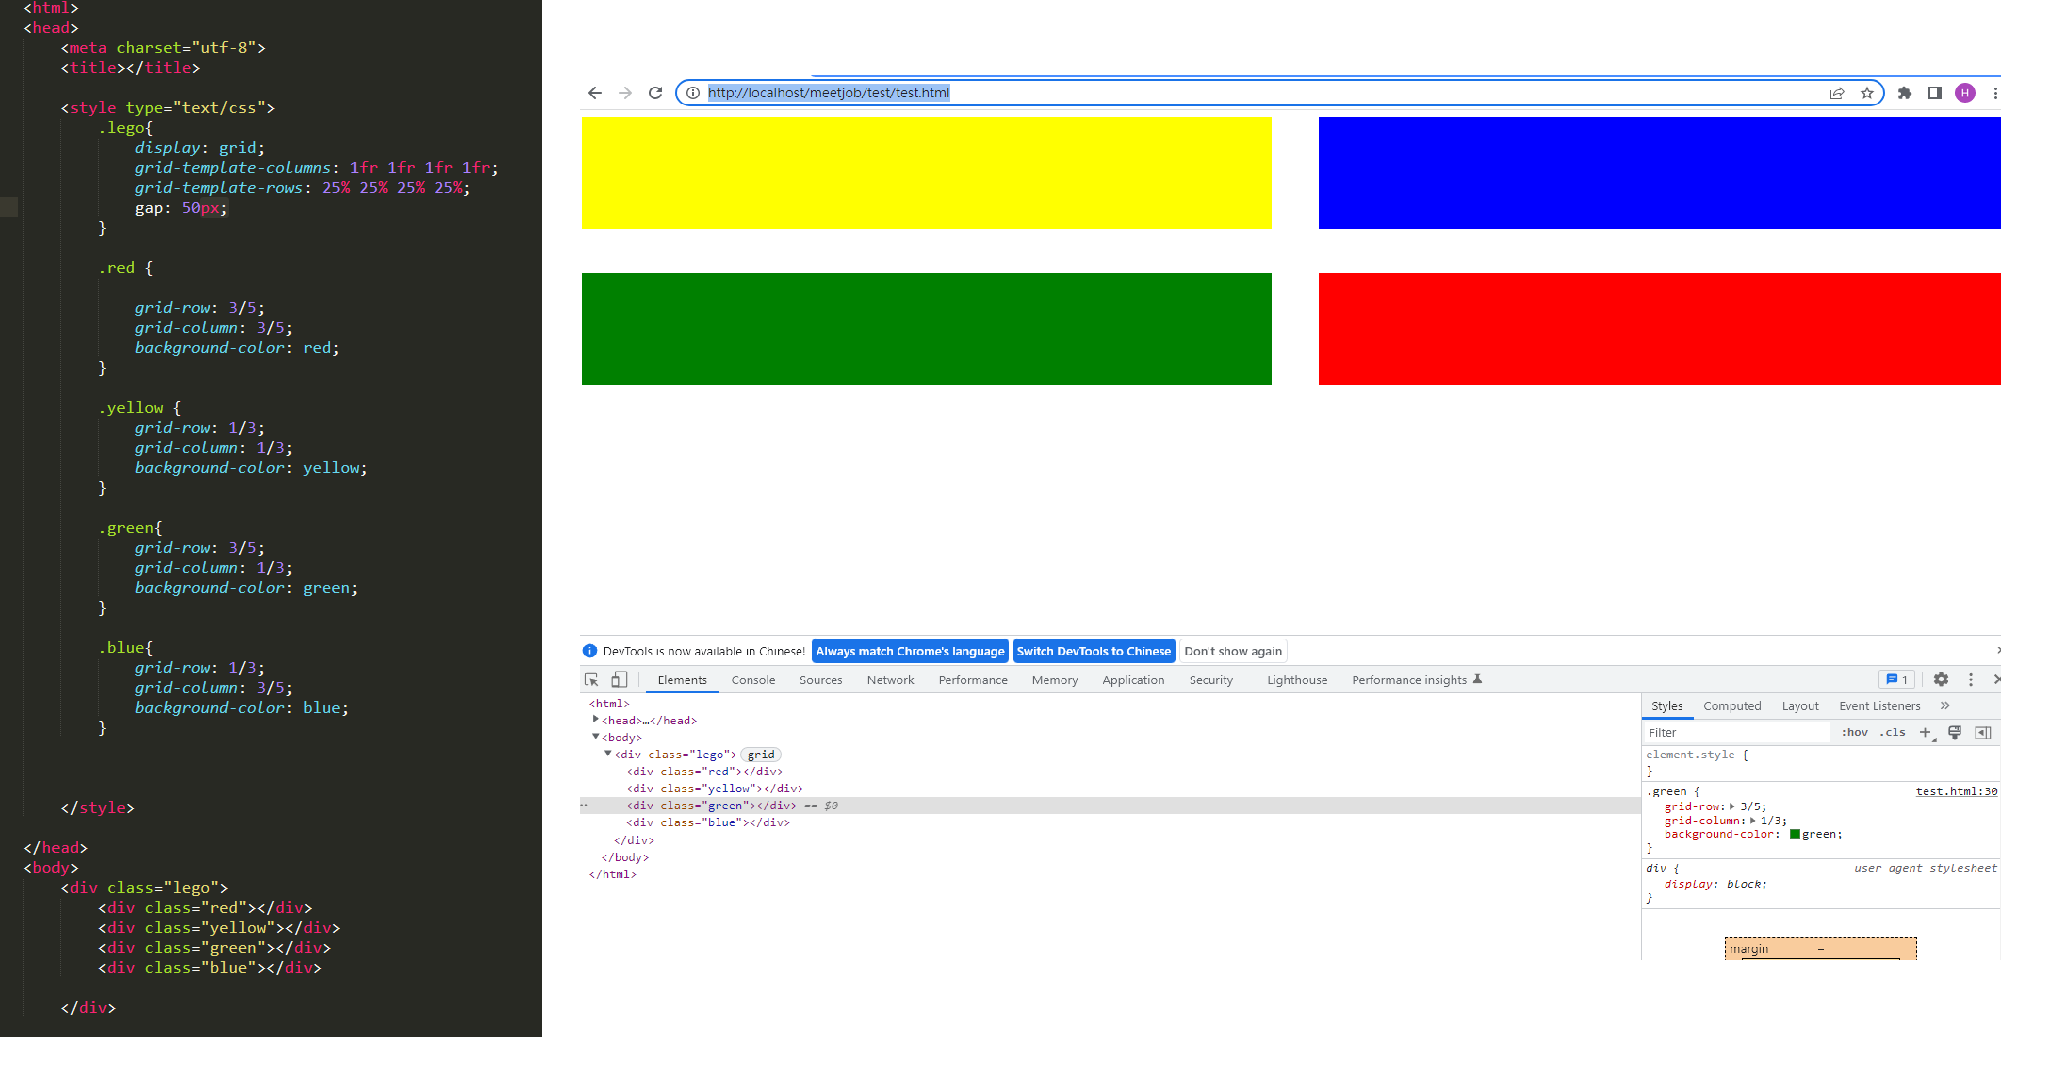 <html>
<head>
<meta charset="utf-8">
<title></title>
<style type="text/css">
.lego{
display: grid;
grid-template-columns: 1fr 1fr 1fr 1fr;
grid-template-rows: 25% 25% 25% 25%;
gap: 50px;
}
.red {
grid-row: 3/5;
grid-column: 3/5;
background-color: red;
}
.yellow {
grid-row: 1/3;
grid-column: 1/3;
background-color: yellow;
}
.green{
grid-row: 3/5;
grid-column: 1/3;
background-color: green;
}
.blue{
grid-row: 1/3;
grid-column: 3/5;
background-color: blue;
}
</style>
</head>
<body>
<div class="lego">
<div class="red"></div>
<div class="yellow"></div>
<div class="green"></div>
<div class="blue"></div>
</div>
http://localhost/meetjob/test/test.html
H
DevTools is now available in Chinese! Always match Chrome's language Switch DevTools to Chinese Don't show again
Elements Console Sources Network Performance Memory Application Security Lighthouse Performance insights 1
<html>
<head>…</head>
<body>
<div class="lego"> grid
<div class="red"></div>
<div class="yellow"></div>
<div class="green"></div> == $0
<div class="blue"></div>
</div>
</body>
</html>
Styles Computed Layout Event Listeners »
Filter :hov .cls +
element.style {
}
.green { test.html:30
grid-row: 3/5;
grid-column: 1/3;
background-color: green;
}
div { user agent stylesheet
display: block;
}
margin –